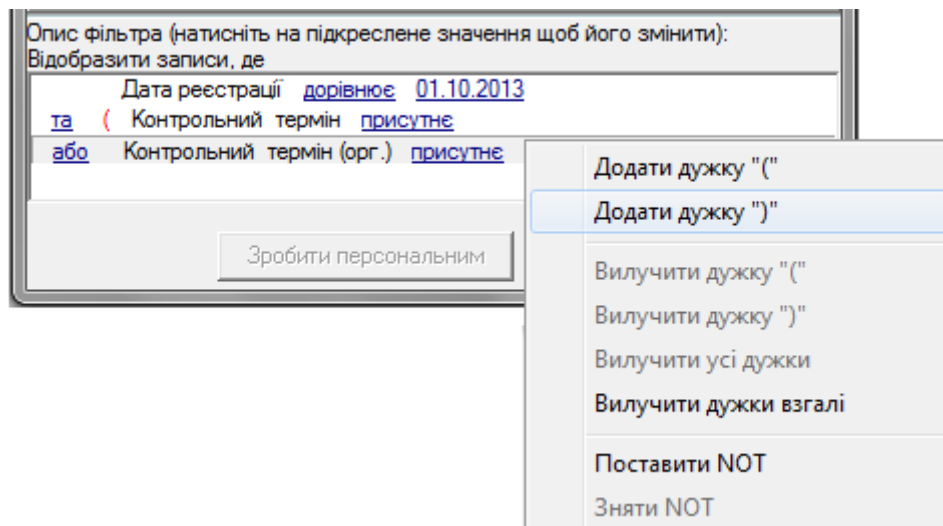 Опис фільтра (натисніть на підкреслене значення щоб його змінити):
Відобразити записи, де
Дата реєстрації дорівнює 01.10.2013
та ( Контрольний термін присутнє
або Контрольний термін (орг.) присутнє
Зробити персональним
Додати дужку "("
Додати дужку ")"
Вилучити дужку "("
Вилучити дужку ")"
Вилучити усі дужки
Вилучити дужки взгалі
Поставити NOT
Зняти NOT